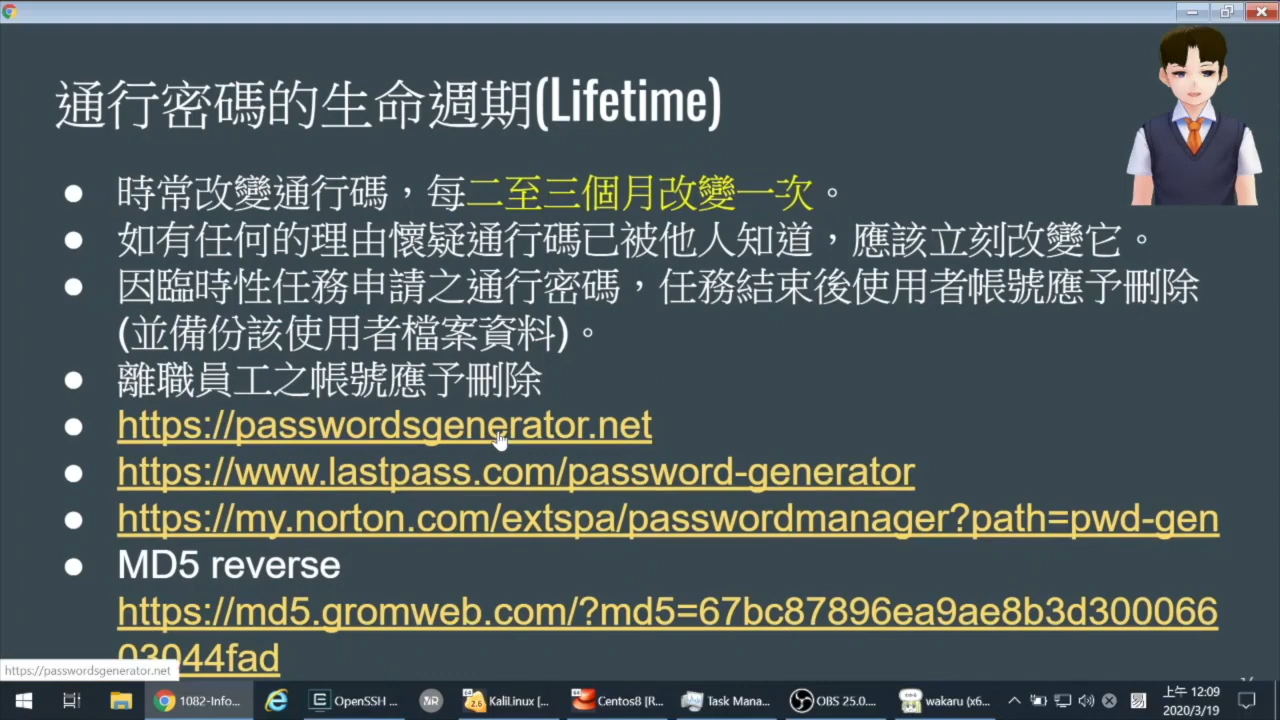 通行密碼的生命週期(Lifetime)
● 時常改變通行碼，每二至三個月改變一次。
● 如有任何的理由懷疑通行碼已被他人知道，應該立刻改變它。
● 因臨時性任務申請之通行密碼，任務結束後使用者帳號應予刪除
(並備份該使用者檔案資料)。
● 離職員工之帳號應予刪除
● https://passwordsgenerator.net
● https://www.lastpass.com/password-generator
● https://my.norton.com/extspa/passwordmanager?path=pwd-gen
● MD5 reverse
https://md5.gromweb.com/?md5=67bc87896ea9ae8b3d300066
03044fad
https://passwordsgenerator.net
1082-Info... OpenSSH ... KaliLinux [... Centos8 [R... Task Mana... OBS 25.0.... wakaru (x6... 上午 12:09
2020/3/19